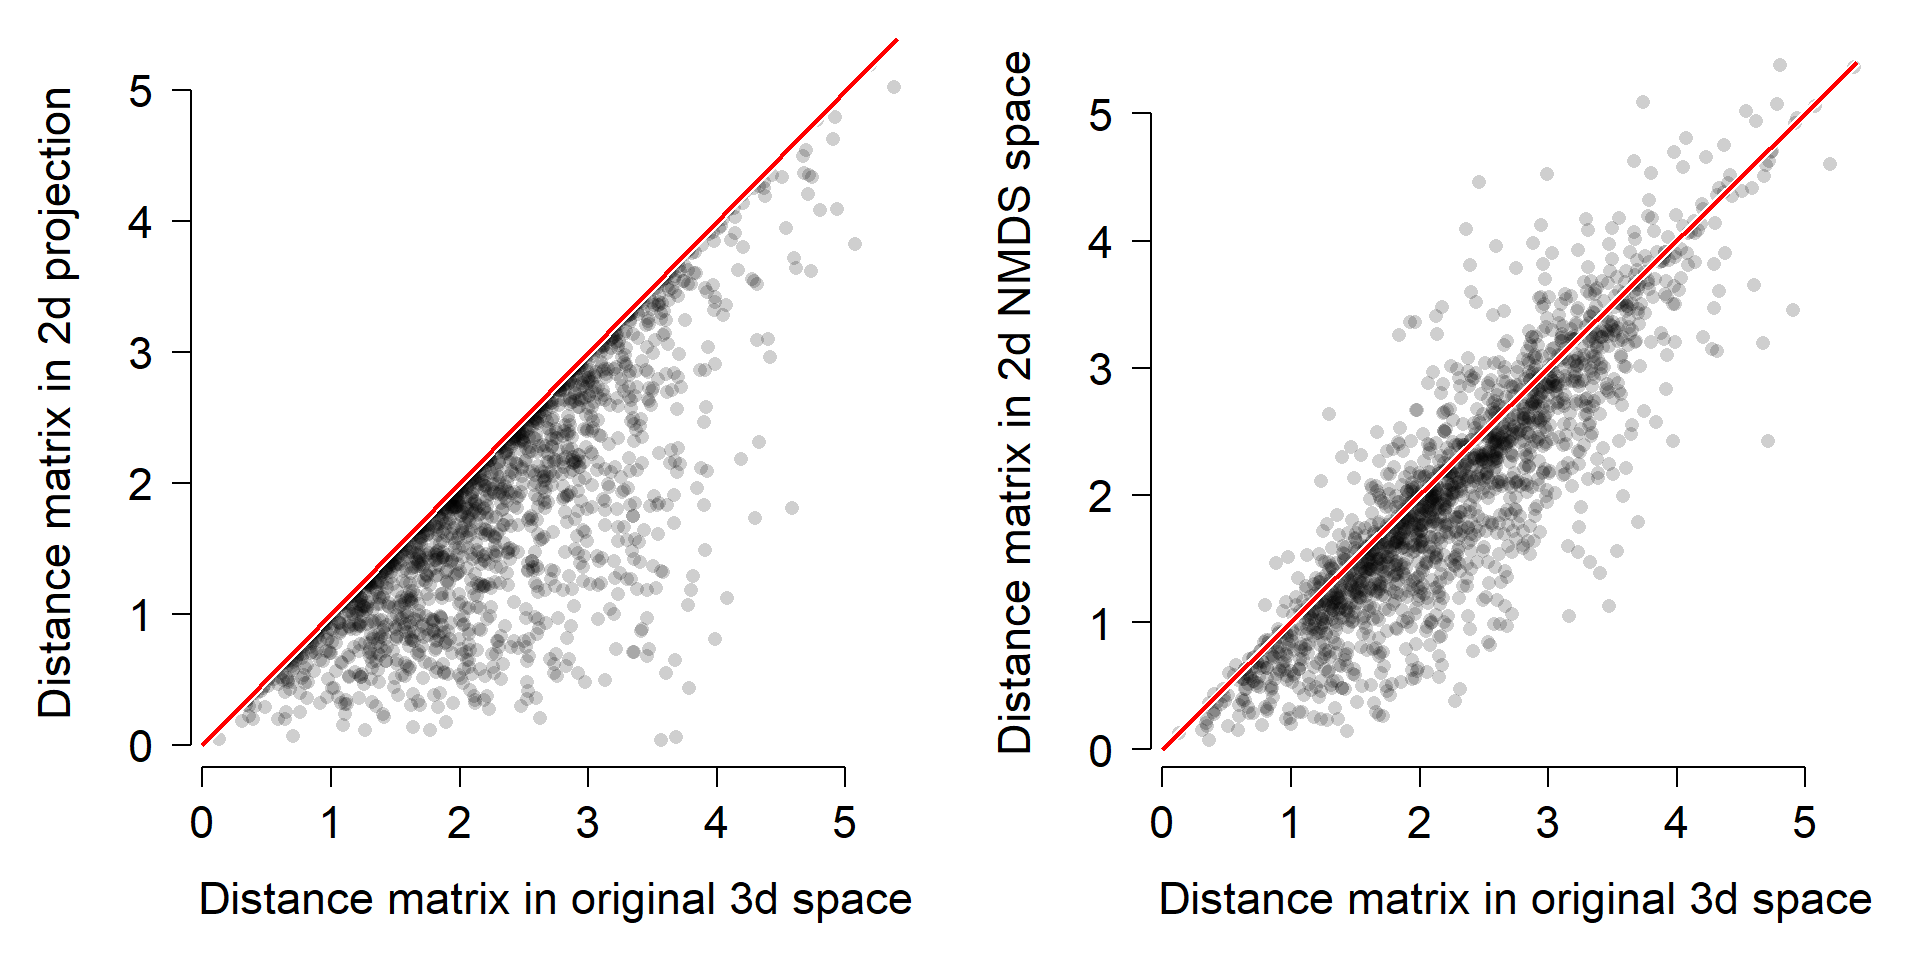 Distance matrix in 2d projection
5
4
3
2
1
0
0 1 2 3 4 5
Distance matrix in original 3d space
Distance matrix in 2d NMDS space
5
4
3
2
1
0
0 1 2 3 4 5
Distance matrix in original 3d space